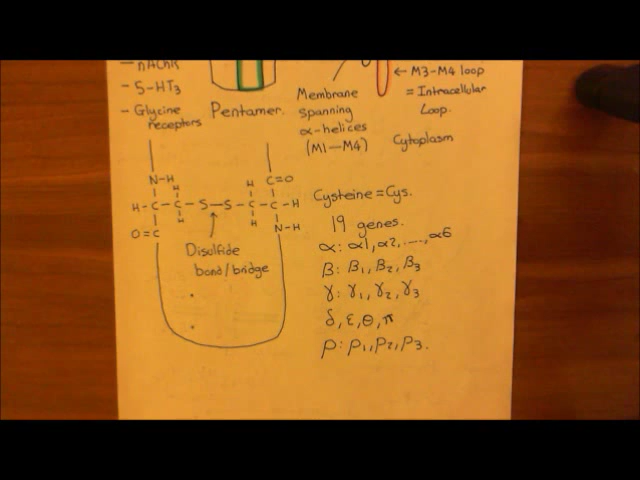 – nAChR
– 5-HT3
– Glycine
receptors
Pentamer.
Membrane
spanning
α-helices
(M1–M4)
← M3-M4 loop
= Intracellular
Loop.
Cytoplasm
N-H
H
H-C-C-S-S-C-C-H
H
O=C
H
C=O
H
N-H
Disulfide
bond/bridge
Cysteine = Cys.
19 genes.
α: α1, α2, ...., α6
β: β1, β2, β3
γ: γ1, γ2, γ3
δ, ε, θ, π
ρ: ρ1, ρ2, ρ3.